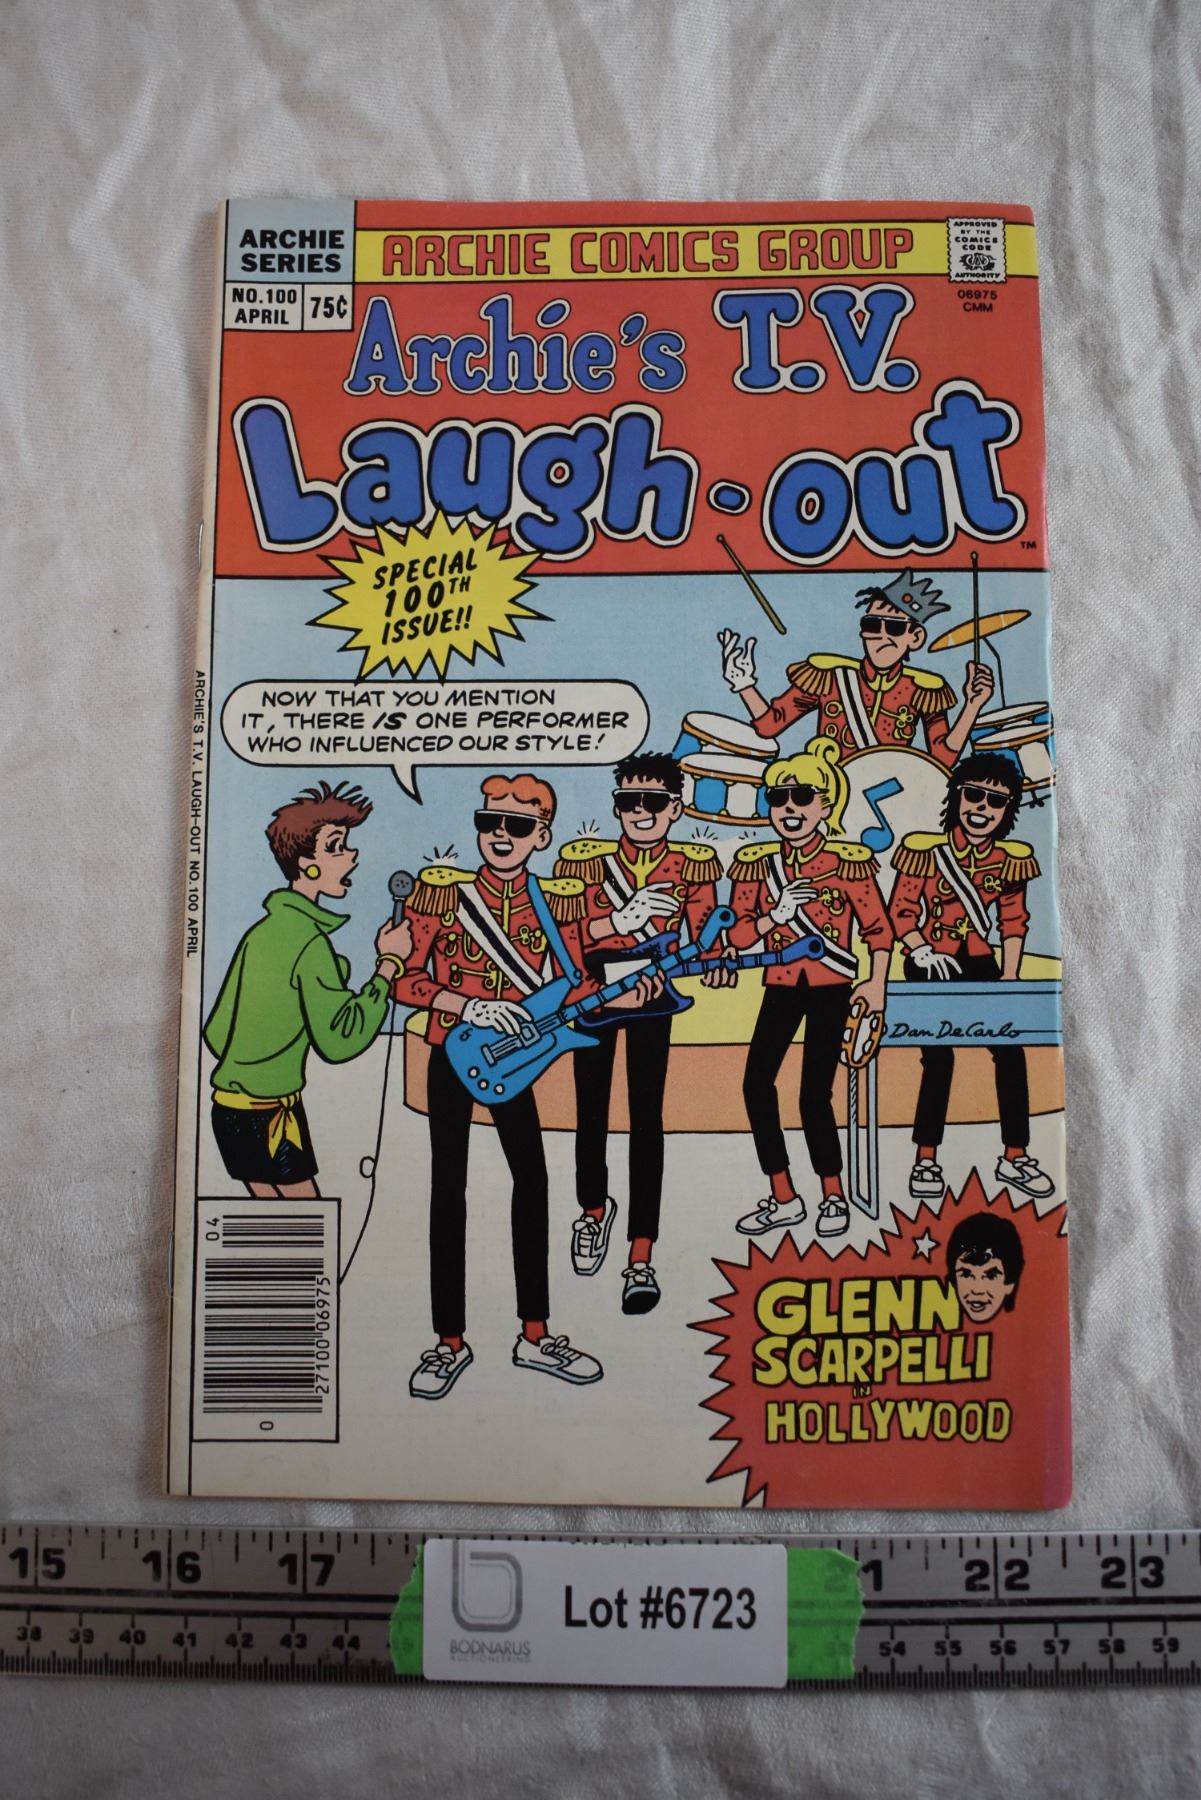 ARCHIE
SERIES
ARCHIE COMICS GROUP
APPROVED
BY THE
COMICS
CODE
AUTHORITY
NO.100
APRIL
75¢
06975
CMM
Archie's T.V.
Laugh-out
TM
SPECIAL
100TH
ISSUE!!
NOW THAT YOU MENTION
IT, THERE IS ONE PERFORMER
WHO INFLUENCED OUR STYLE!
ARCHIE'S T.V. LAUGH-OUT NO.100 APRIL
Dan DeCarlo
04
27100 06975
0
GLENN
SCARPELLI
IN
HOLLYWOOD
15 16 17 21 22 23
Lot #6723
BODNARUS
AUCTIONEERING
38 39 40 41 42 43 44 54 55 56 57 58 59